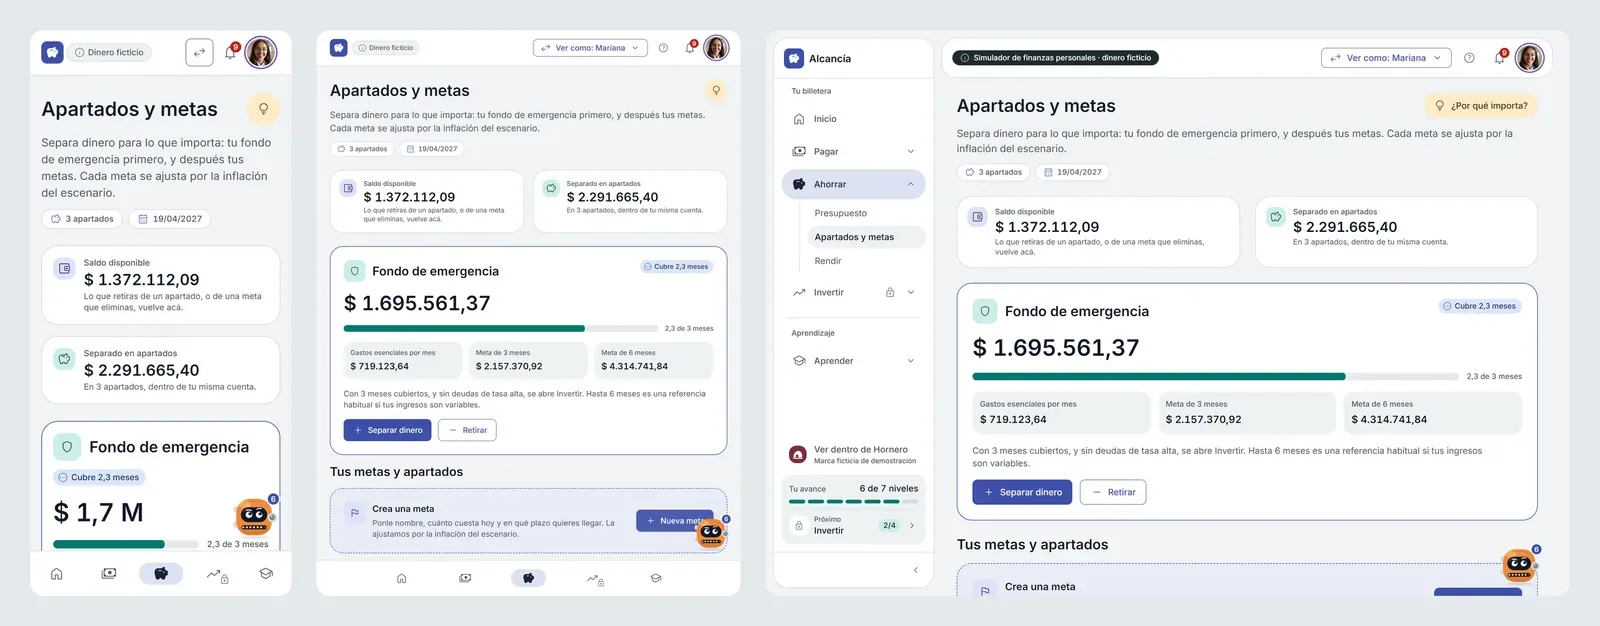 Dinero ficticio
9
Apartados y metas
Separa dinero para lo que importa: tu fondo
de emergencia primero, y después tus
metas. Cada meta se ajusta por la inflación
del escenario.
3 apartados
19/04/2027
Saldo disponible
$ 1.372.112,09
Lo que retiras de un apartado, o de una meta
que eliminas, vuelve acá.
Separado en apartados
$ 2.291.665,40
En 3 apartados, dentro de tu misma cuenta.
Fondo de emergencia
Cubre 2,3 meses
$ 1,7 M
6
2,3 de 3 meses
Dinero ficticio
Ver como: Mariana
9
Apartados y metas
Separa dinero para lo que importa: tu fondo de emergencia primero, y después tus metas.
Cada meta se ajusta por la inflación del escenario.
3 apartados
19/04/2027
Saldo disponible
$ 1.372.112,09
Lo que retiras de un apartado, o de una meta
que eliminas, vuelve acá.
Separado en apartados
$ 2.291.665,40
En 3 apartados, dentro de tu misma cuenta.
Fondo de emergencia
Cubre 2,3 meses
$ 1.695.561,37
2,3 de 3 meses
Gastos esenciales por mes
$ 719.123,64
Meta de 3 meses
$ 2.157.370,92
Meta de 6 meses
$ 4.314.741,84
Con 3 meses cubiertos, y sin deudas de tasa alta, se abre Invertir. Hasta 6 meses es una referencia
habitual si tus ingresos son variables.
Separar dinero
Retirar
Tus metas y apartados
Crea una meta
Ponle nombre, cuánto cuesta hoy y en qué plazo quieres llegar. La
ajustamos por la inflación del escenario.
Nueva meta
6
Alcancía
Tu billetera
Inicio
Pagar
Ahorrar
Presupuesto
Apartados y metas
Rendir
Invertir
Aprendizaje
Aprender
Ver dentro de Hornero
Marca ficticia de demostración
Tu avance
6 de 7 niveles
Próximo
Invertir
2/4
Simulador de finanzas personales · dinero ficticio
Ver como: Mariana
9
Apartados y metas
¿Por qué importa?
Separa dinero para lo que importa: tu fondo de emergencia primero, y después tus metas. Cada meta se ajusta por la
inflación del escenario.
3 apartados
19/04/2027
Saldo disponible
$ 1.372.112,09
Lo que retiras de un apartado, o de una meta que eliminas,
vuelve acá.
Separado en apartados
$ 2.291.665,40
En 3 apartados, dentro de tu misma cuenta.
Fondo de emergencia
Cubre 2,3 meses
$ 1.695.561,37
2,3 de 3 meses
Gastos esenciales por mes
$ 719.123,64
Meta de 3 meses
$ 2.157.370,92
Meta de 6 meses
$ 4.314.741,84
Con 3 meses cubiertos, y sin deudas de tasa alta, se abre Invertir. Hasta 6 meses es una referencia habitual si tus ingresos
son variables.
Separar dinero
Retirar
Tus metas y apartados
6
Crea una meta